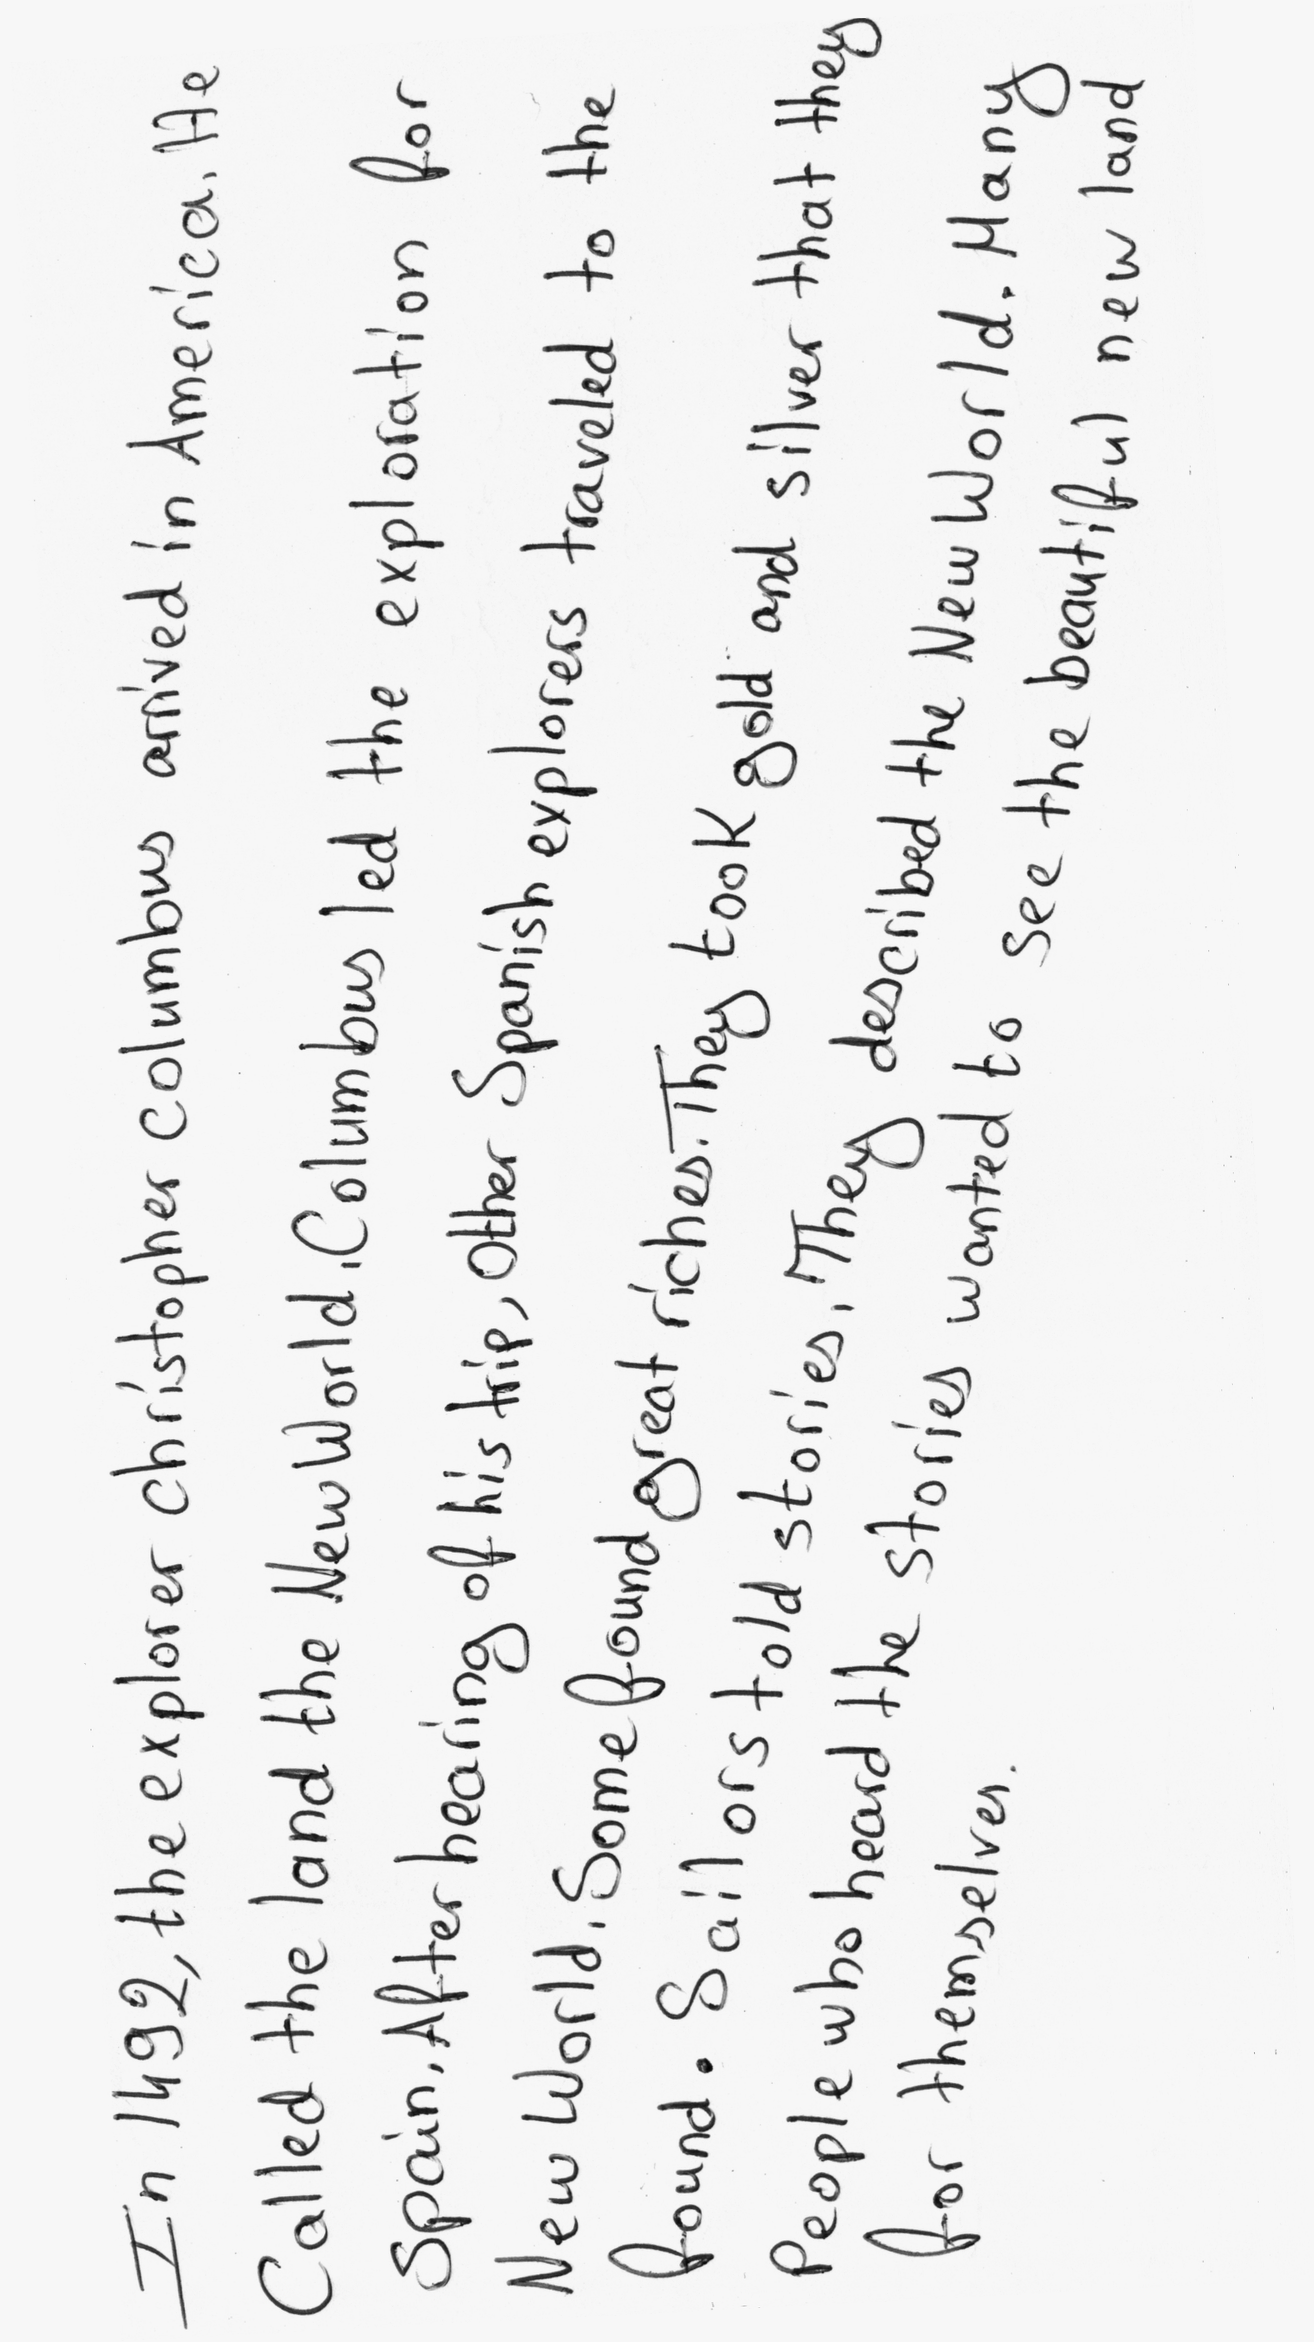 In 1492, the explorer christopher columbus arrived in America. He
Called the land the New World. Columbus led the exploration for
Spain. After hearing of his trip, Other Spanish explorers traveled to the
New World. Some found great riches. They took gold and silver that they
found. Sailors told stories. They described the New World. Many
People who heard the stories wanted to see the beautiful new land
for themselves.